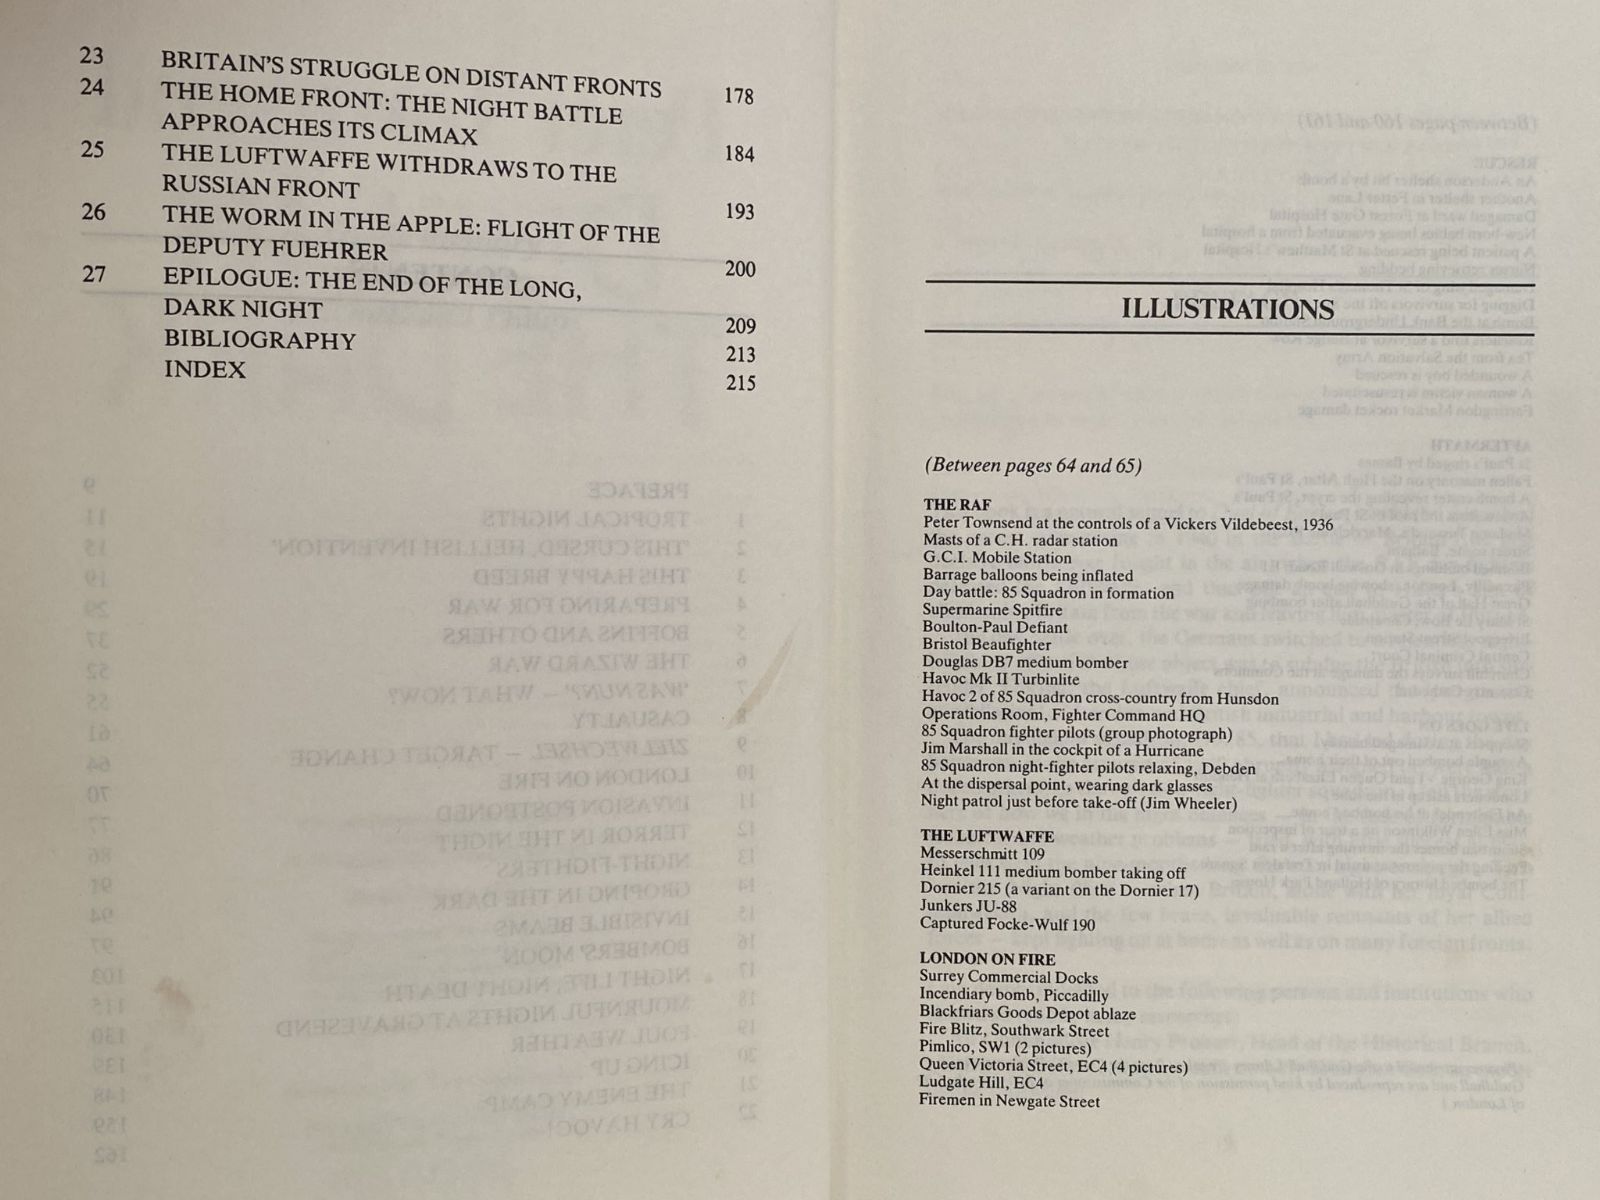 23 BRITAIN'S STRUGGLE ON DISTANT FRONTS 178
24 THE HOME FRONT: THE NIGHT BATTLE
APPROACHES ITS CLIMAX 184
25 THE LUFTWAFFE WITHDRAWS TO THE
RUSSIAN FRONT 193
26 THE WORM IN THE APPLE: FLIGHT OF THE
DEPUTY FUEHRER 200
27 EPILOGUE: THE END OF THE LONG,
DARK NIGHT 209
BIBLIOGRAPHY 213
INDEX 215
ILLUSTRATIONS
(Between pages 64 and 65)
THE RAF
Peter Townsend at the controls of a Vickers Vildebeest, 1936
Masts of a C.H. radar station
G.C.I. Mobile Station
Barrage balloons being inflated
Day battle: 85 Squadron in formation
Supermarine Spitfire
Boulton-Paul Defiant
Bristol Beaufighter
Douglas DB7 medium bomber
Havoc Mk II Turbinlite
Havoc 2 of 85 Squadron cross-country from Hunsdon
Operations Room, Fighter Command HQ
85 Squadron fighter pilots (group photograph)
Jim Marshall in the cockpit of a Hurricane
85 Squadron night-fighter pilots relaxing, Debden
At the dispersal point, wearing dark glasses
Night patrol just before take-off (Jim Wheeler)
THE LUFTWAFFE
Messerschmitt 109
Heinkel 111 medium bomber taking off
Dornier 215 (a variant on the Dornier 17)
Junkers JU-88
Captured Focke-Wulf 190
LONDON ON FIRE
Surrey Commercial Docks
Incendiary bomb, Piccadilly
Blackfriars Goods Depot ablaze
Fire Blitz, Southwark Street
Pimlico, SW1 (2 pictures)
Queen Victoria Street, EC4 (4 pictures)
Ludgate Hill, EC4
Firemen in Newgate Street